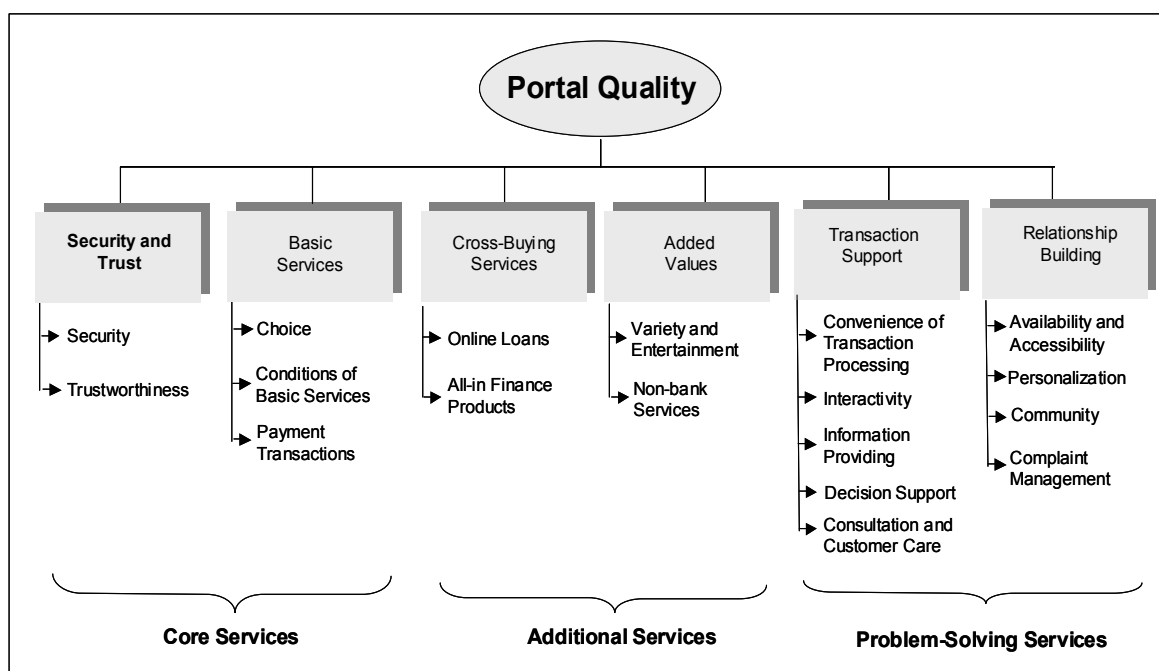 Portal Quality
Security and
Trust
Security
Trustworthiness
Basic
Services
Choice
Conditions of
Basic Services
Payment
Transactions
Cross-Buying
Services
Online Loans
All-in Finance
Products
Added
Values
Variety and
Entertainment
Non-bank
Services
Transaction
Support
Convenience of
Transaction
Processing
Interactivity
Information
Providing
Decision Support
Consultation and
Customer Care
Relationship
Building
Availability and
Accessibility
Personalization
Community
Complaint
Management
Core Services
Additional Services
Problem-Solving Services